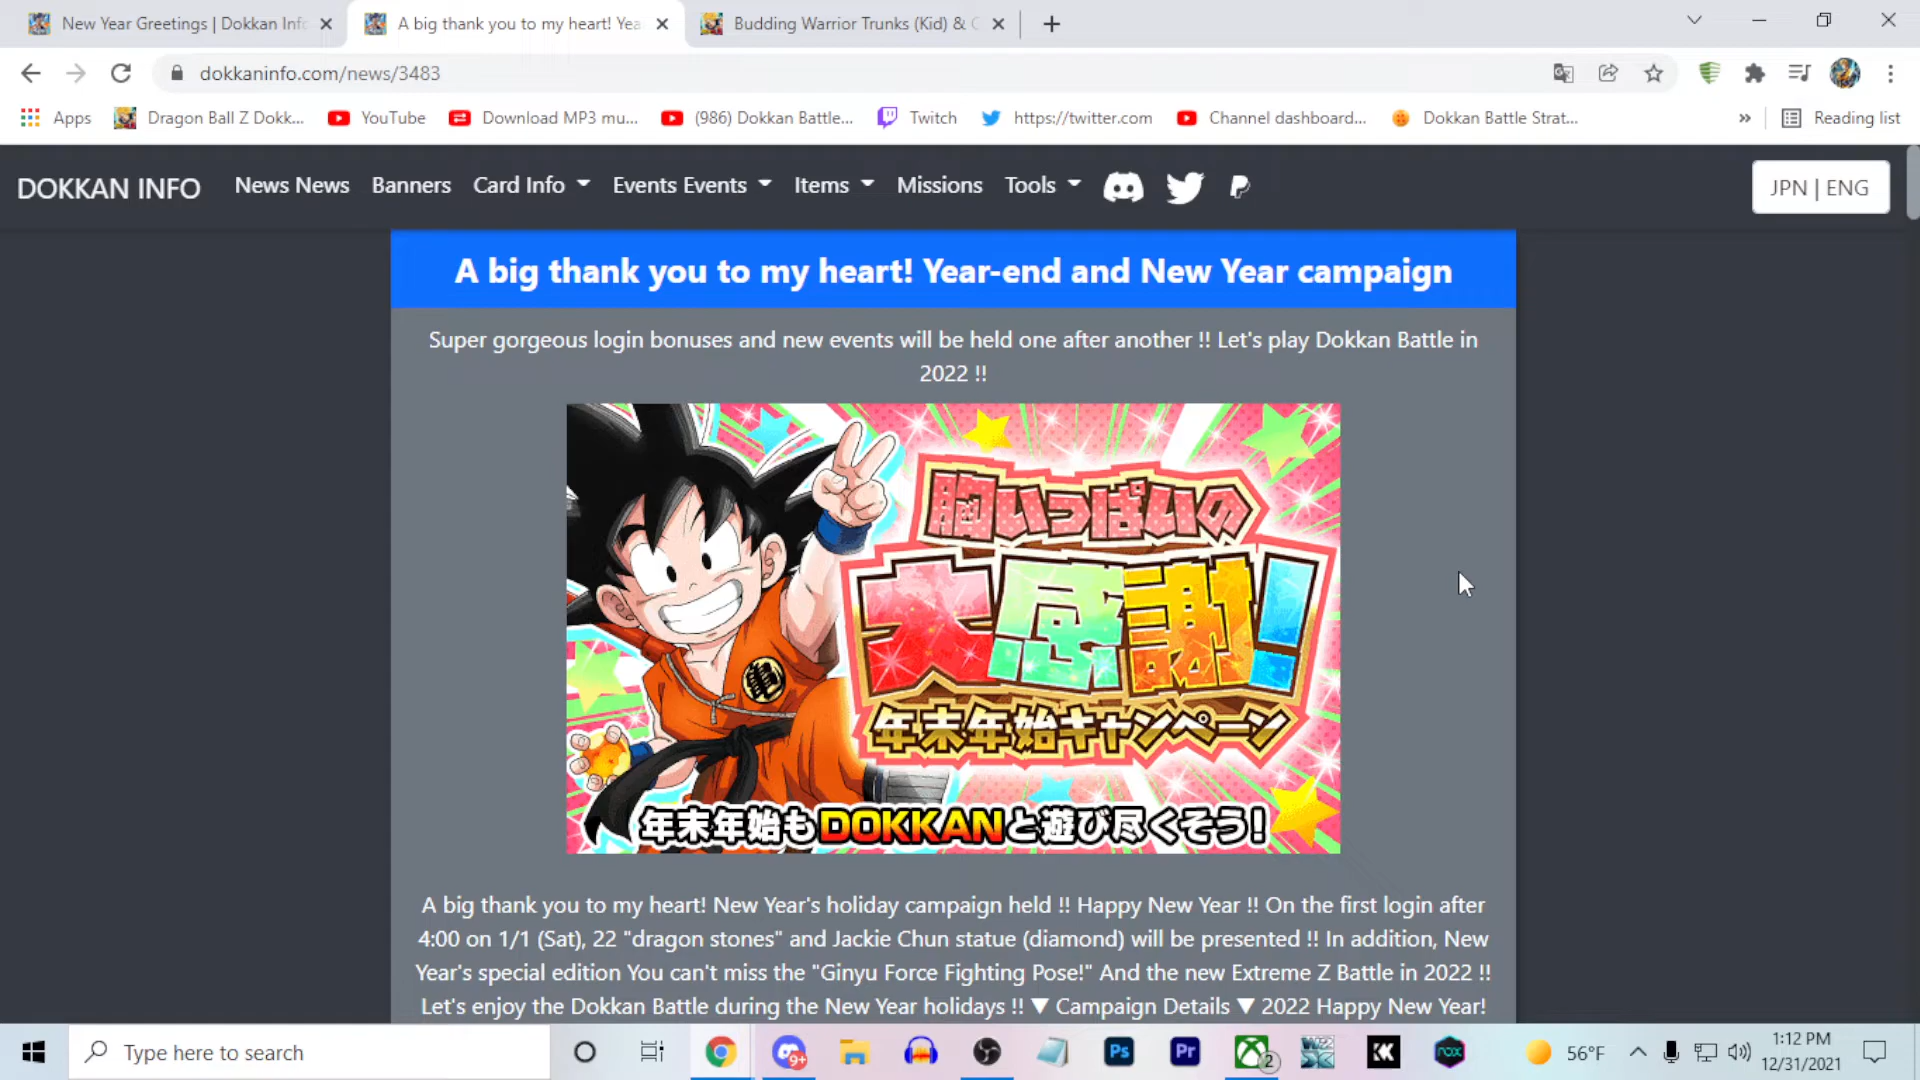 New Year Greetings | Dokkan Info
A big thank you to my heart! Yea
Budding Warrior Trunks (Kid) & G
dokkaninfo.com/news/3483
Apps
Dragon Ball Z Dokk...
YouTube
Download MP3 mu...
(986) Dokkan Battle...
Twitch
https://twitter.com
Channel dashboard...
Dokkan Battle Strat...
»
Reading list
DOKKAN INFO
News News
Banners
Card Info
Events Events
Items
Missions
Tools
JPN | ENG
A big thank you to my heart! Year-end and New Year campaign
Super gorgeous login bonuses and new events will be held one after another !! Let's play Dokkan Battle in
2022 !!
胸いっぱいの
大感謝!
年末年始キャンペーン
亀
年末年始もDOKKANと遊び尽くそう!
A big thank you to my heart! New Year's holiday campaign held !! Happy New Year !! On the first login after
4:00 on 1/1 (Sat), 22 "dragon stones" and Jackie Chun statue (diamond) will be presented !! In addition, New
Year's special edition You can't miss the "Ginyu Force Fighting Pose!" And the new Extreme Z Battle in 2022 !!
Let's enjoy the Dokkan Battle during the New Year holidays !! ▼ Campaign Details ▼ 2022 Happy New Year!
Type here to search
9+
Ps
Pr
2
nox
56°F
1:12 PM
12/31/2021